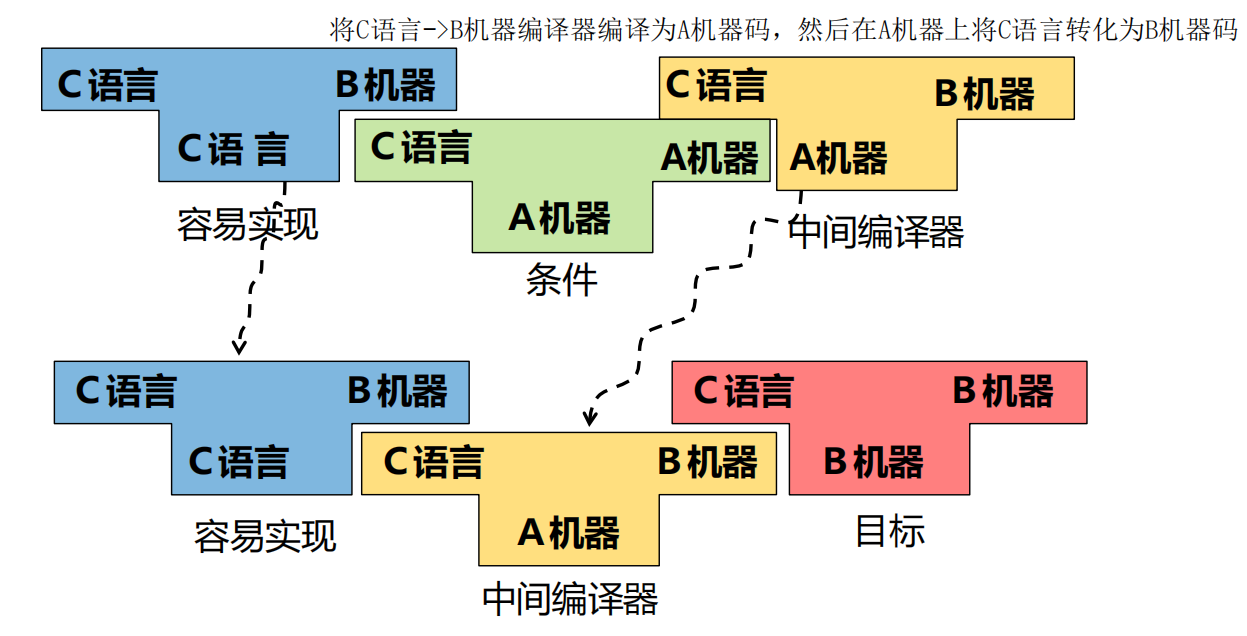 将C语言->B机器编译器编译为A机器码，然后在A机器上将C语言转化为B机器码
C语言 B机器
C语 言
容易实现
C语言 A机器
A机器
条件
C语言 B机器
A机器
中间编译器
C语言 B机器
C语言
容易实现
C语言 B机器
A机器
中间编译器
C语言 B机器
B机器
目标